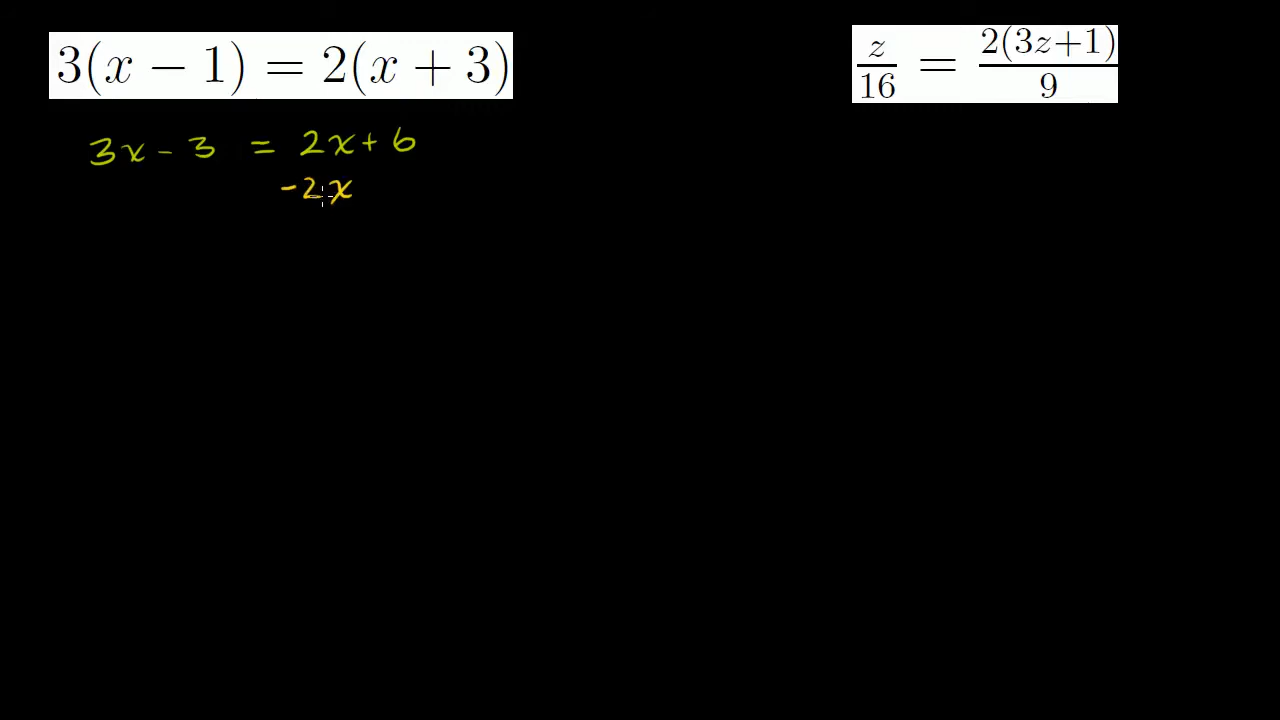 3(x − 1) = 2(x + 3)
3x - 3 = 2x + 6
-2x
z/16 = 2(3z+1)/9